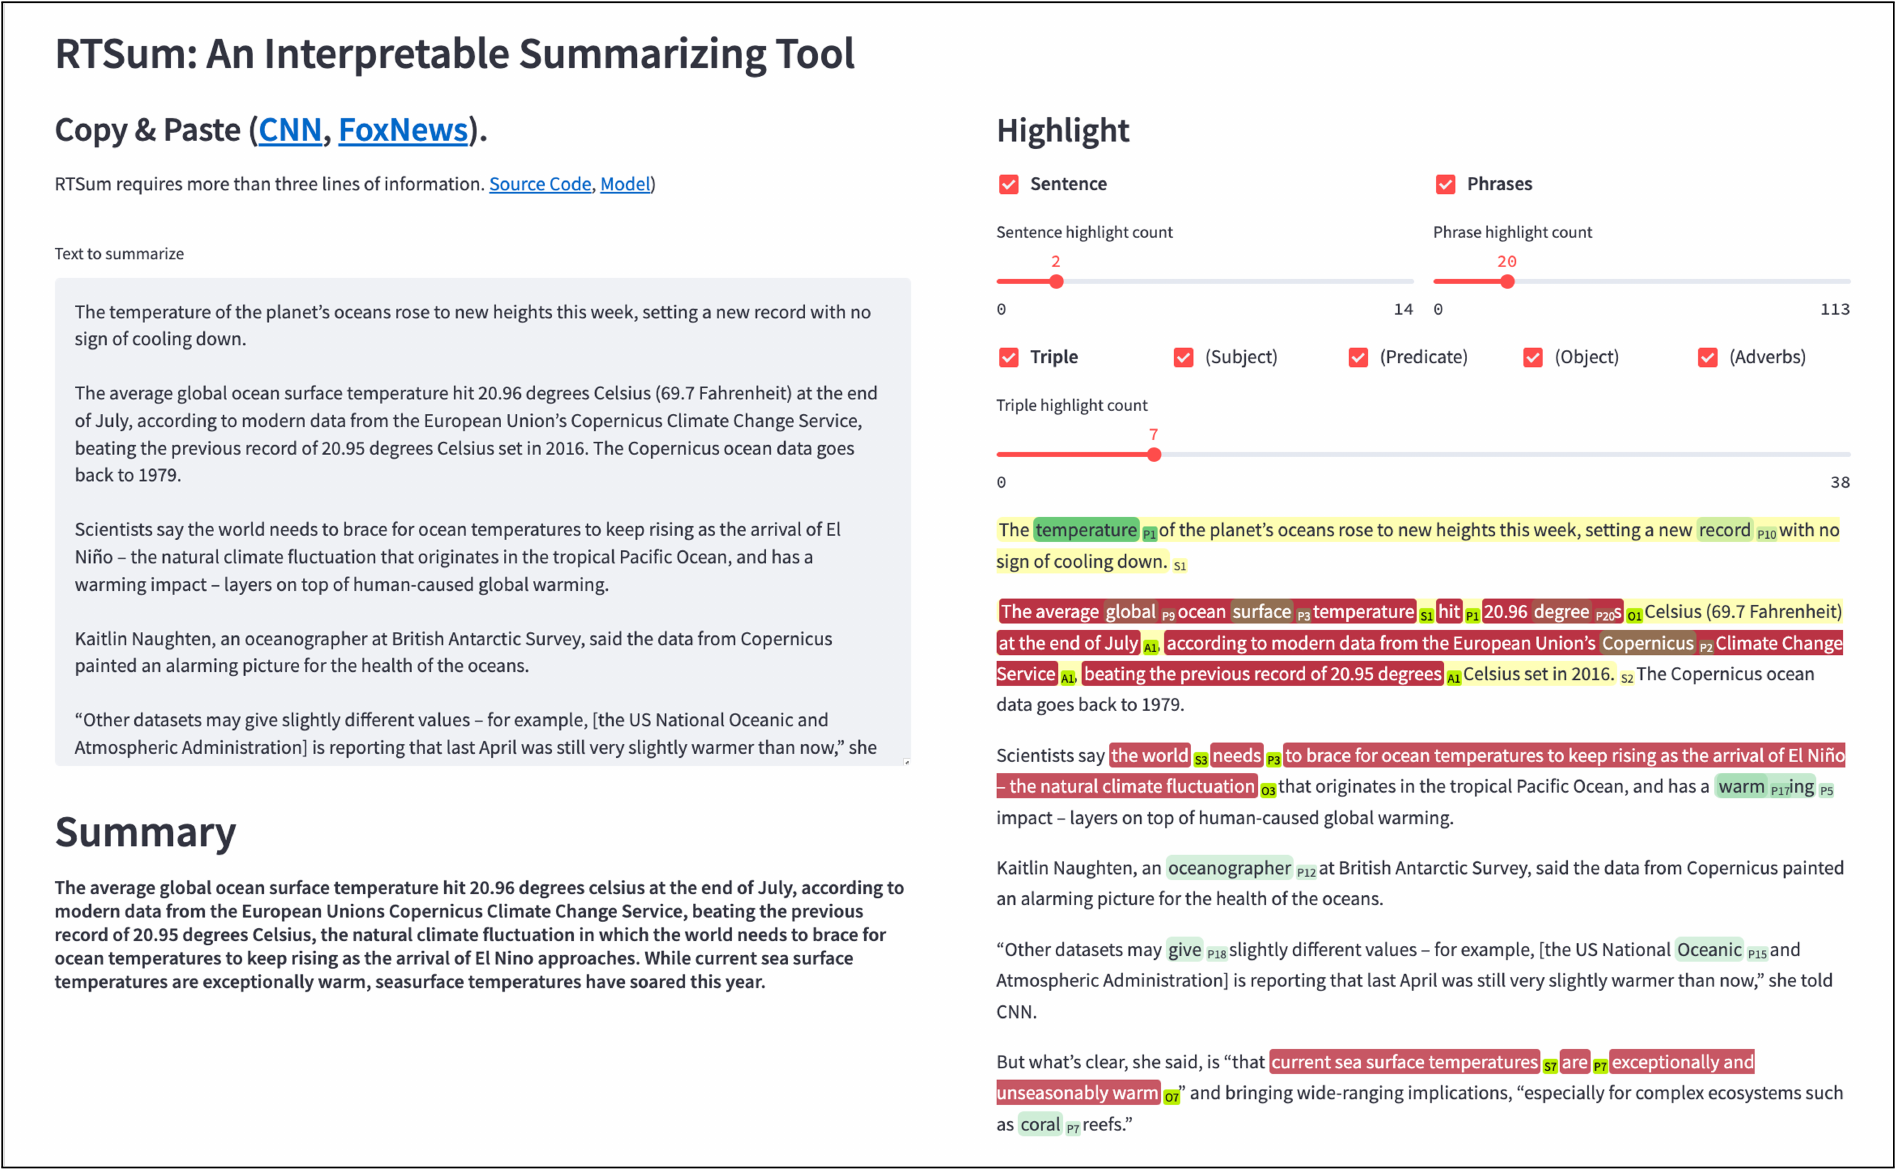 RTSum: An Interpretable Summarizing Tool
Copy & Paste (CNN, FoxNews).
RTSum requires more than three lines of information. Source Code, Model)
Text to summarize
The temperature of the planet’s oceans rose to new heights this week, setting a new record with no
sign of cooling down.
The average global ocean surface temperature hit 20.96 degrees Celsius (69.7 Fahrenheit) at the end
of July, according to modern data from the European Union’s Copernicus Climate Change Service,
beating the previous record of 20.95 degrees Celsius set in 2016. The Copernicus ocean data goes
back to 1979.
Scientists say the world needs to brace for ocean temperatures to keep rising as the arrival of El
Niño – the natural climate fluctuation that originates in the tropical Pacific Ocean, and has a
warming impact – layers on top of human-caused global warming.
Kaitlin Naughten, an oceanographer at British Antarctic Survey, said the data from Copernicus
painted an alarming picture for the health of the oceans.
“Other datasets may give slightly different values – for example, [the US National Oceanic and
Atmospheric Administration] is reporting that last April was still very slightly warmer than now,” she
Summary
The average global ocean surface temperature hit 20.96 degrees celsius at the end of July, according to
modern data from the European Unions Copernicus Climate Change Service, beating the previous
record of 20.95 degrees Celsius, the natural climate fluctuation in which the world needs to brace for
ocean temperatures to keep rising as the arrival of El Nino approaches. While current sea surface
temperatures are exceptionally warm, seasurface temperatures have soared this year.
Highlight
Sentence
Phrases
Sentence highlight count
Phrase highlight count
2
20
0 14
0 113
Triple (Subject) (Predicate) (Object) (Adverbs)
Triple highlight count
7
0 38
The temperature P1 of the planet’s oceans rose to new heights this week, setting a new record P10 with no
sign of cooling down. S1
The average global P9 ocean surface P3 temperature S1 hit P1 20.96 degree P20 s O1 Celsius (69.7 Fahrenheit)
at the end of July A1, according to modern data from the European Union’s Copernicus P2 Climate Change
Service A1, beating the previous record of 20.95 degrees A1 Celsius set in 2016. S2 The Copernicus ocean
data goes back to 1979.
Scientists say the world S3 needs P3 to brace for ocean temperatures to keep rising as the arrival of El Niño
– the natural climate fluctuation O3 that originates in the tropical Pacific Ocean, and has a warm P17 ing P5
impact – layers on top of human-caused global warming.
Kaitlin Naughten, an oceanographer P12 at British Antarctic Survey, said the data from Copernicus painted
an alarming picture for the health of the oceans.
“Other datasets may give P18 slightly different values – for example, [the US National Oceanic P15 and
Atmospheric Administration] is reporting that last April was still very slightly warmer than now,” she told
CNN.
But what’s clear, she said, is “that current sea surface temperatures S7 are P7 exceptionally and
unseasonably warm O7” and bringing wide-ranging implications, “especially for complex ecosystems such
as coral P7 reefs.”